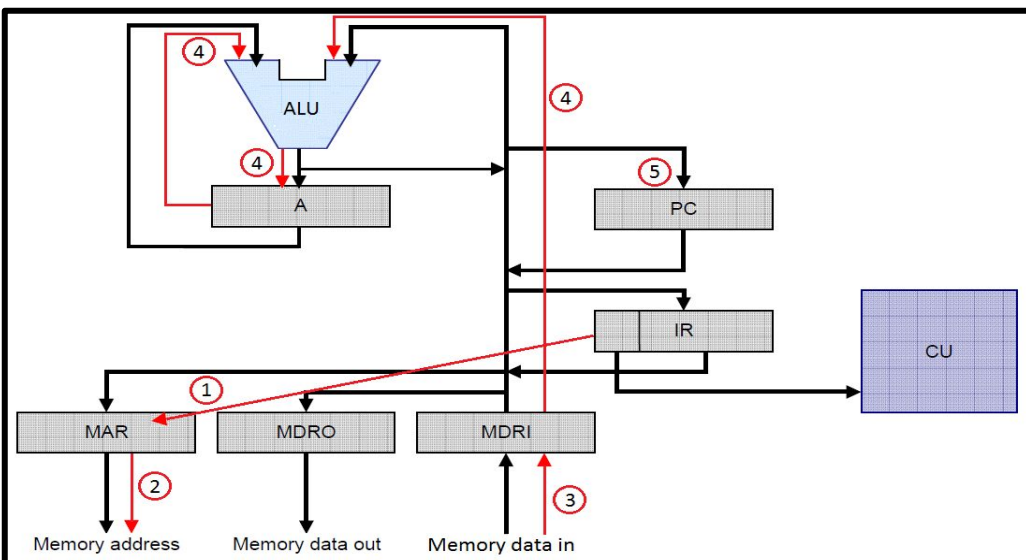 4
4
ALU
4
5
A
PC
IR
CU
1
MAR
MDRO
MDRI
2
3
Memory address
Memory data out
Memory data in